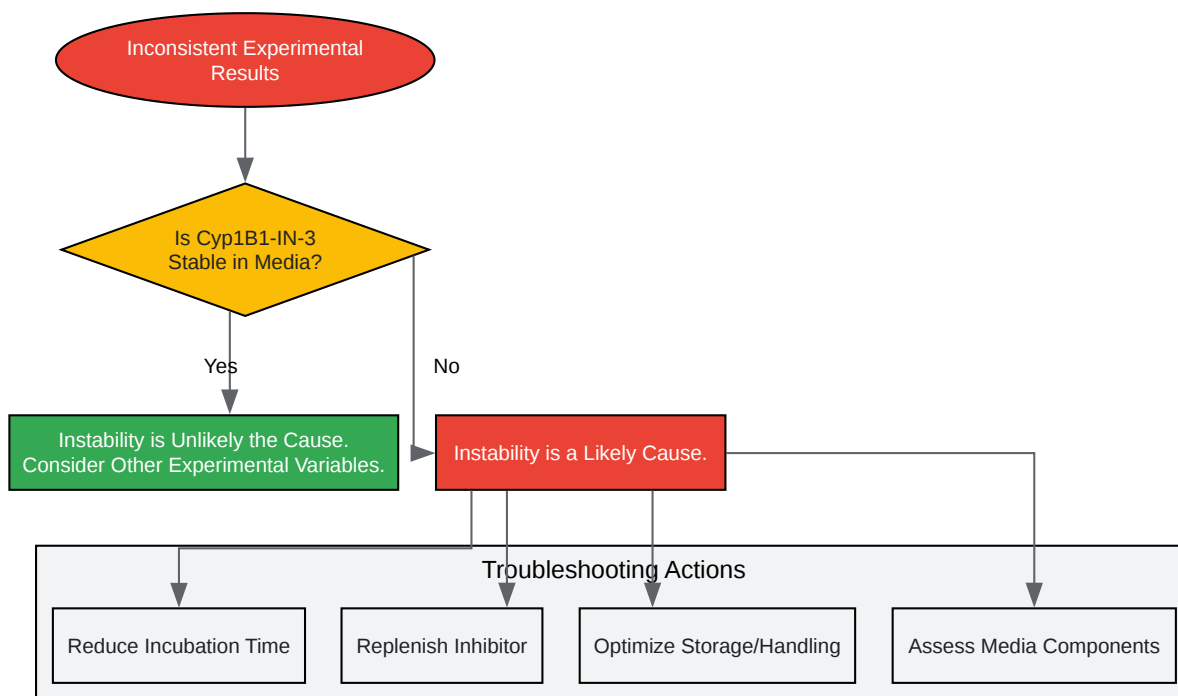 Inconsistent Experimental
Results
Is Cyp1B1-IN-3
Stable in Media?
Yes
No
Instability is Unlikely the Cause.
Consider Other Experimental Variables.
Instability is a Likely Cause.
Troubleshooting Actions
Reduce Incubation Time
Replenish Inhibitor
Optimize Storage/Handling
Assess Media Components